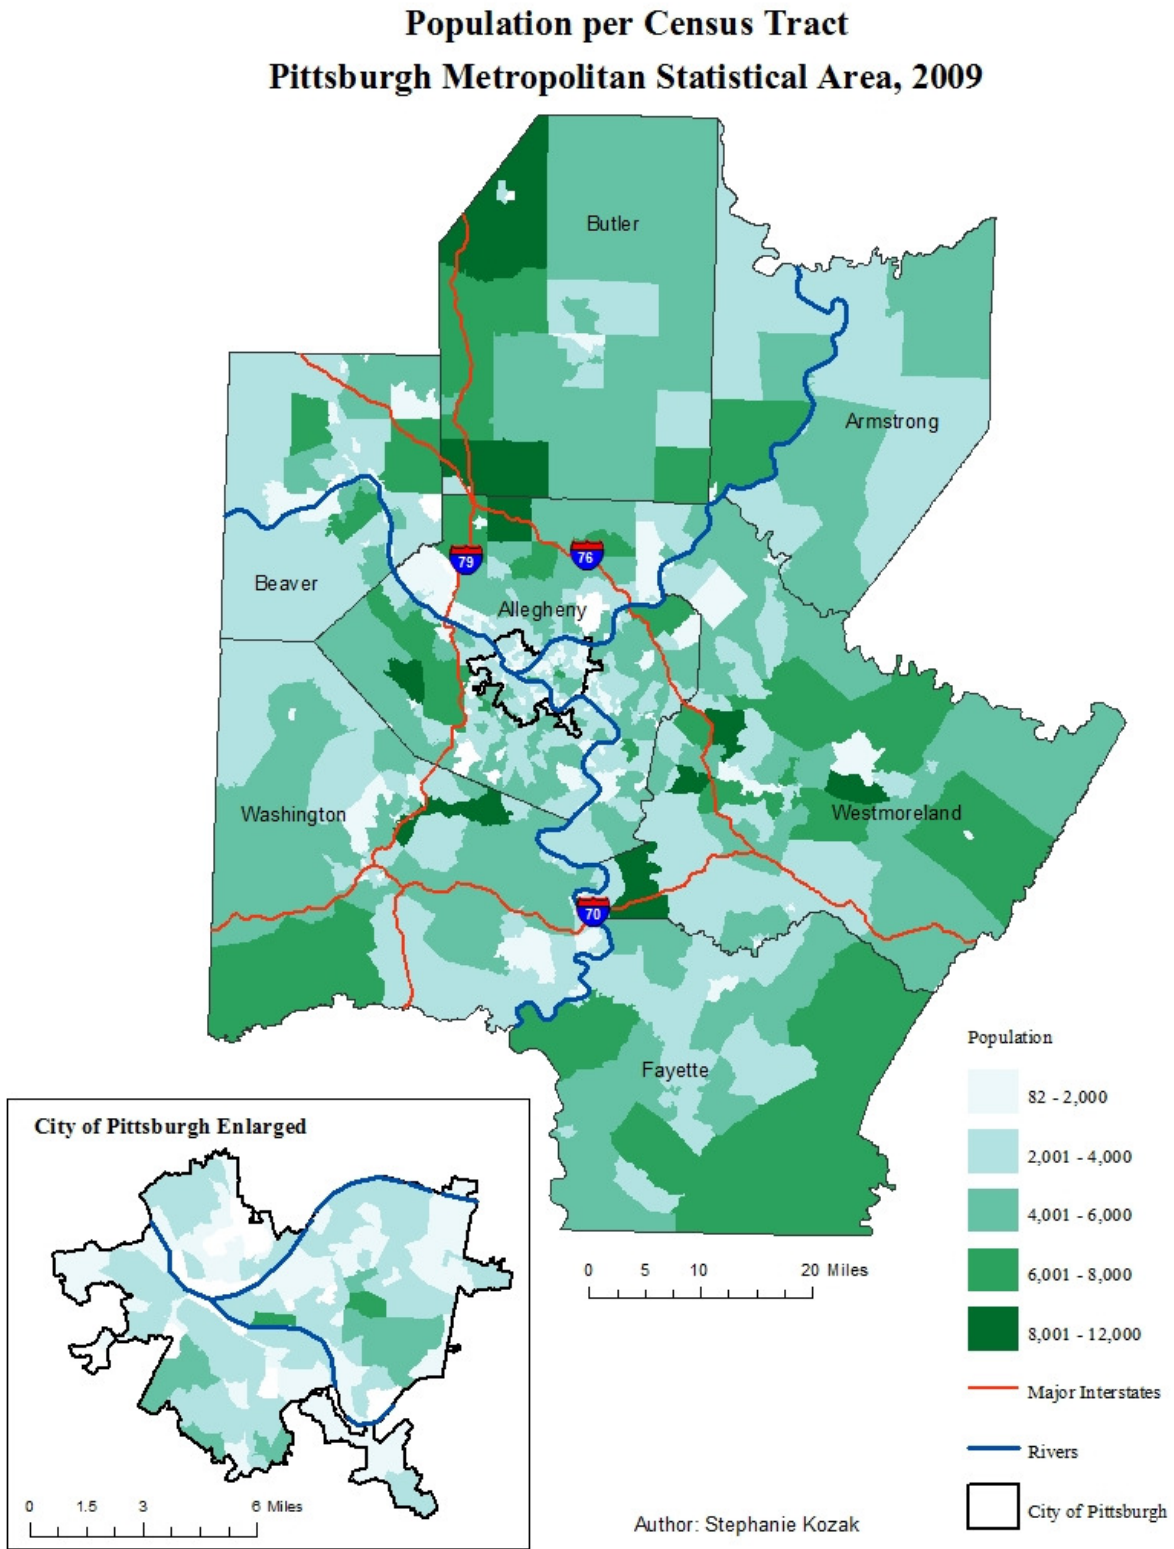 Population per Census Tract
Pittsburgh Metropolitan Statistical Area, 2009
Butler
Armstrong
Beaver
79
76
Allegheny
Washington
Westmoreland
70
Fayette
Population
82 - 2,000
2,001 - 4,000
4,001 - 6,000
6,001 - 8,000
8,001 - 12,000
Major Interstates
Rivers
City of Pittsburgh
0 5 10 20 Miles
City of Pittsburgh Enlarged
0 1.5 3 6 Miles
Author: Stephanie Kozak